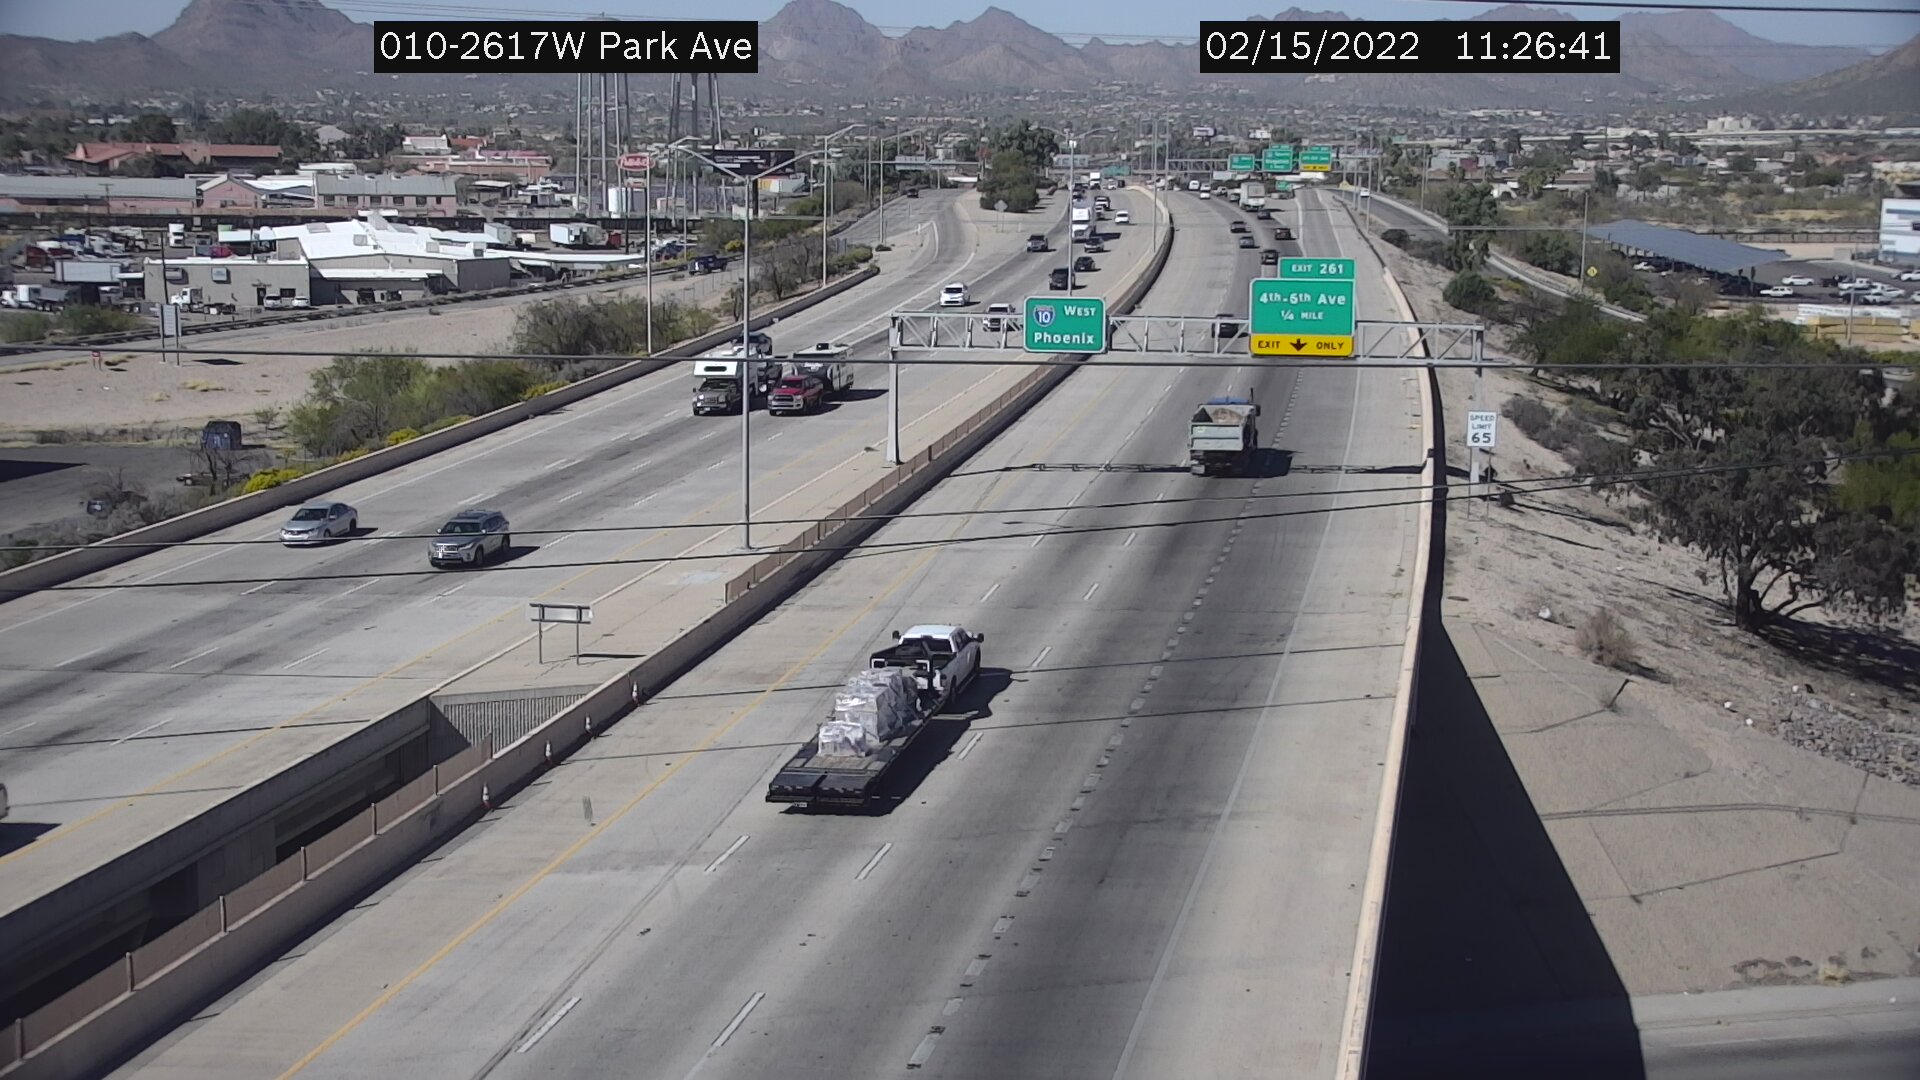 010-2617W Park Ave
02/15/2022 11:26:41
EXIT 261
10 WEST
Phoenix
4th-6th Ave
1/4 MILE
EXIT ONLY
SPEED
LIMIT
65